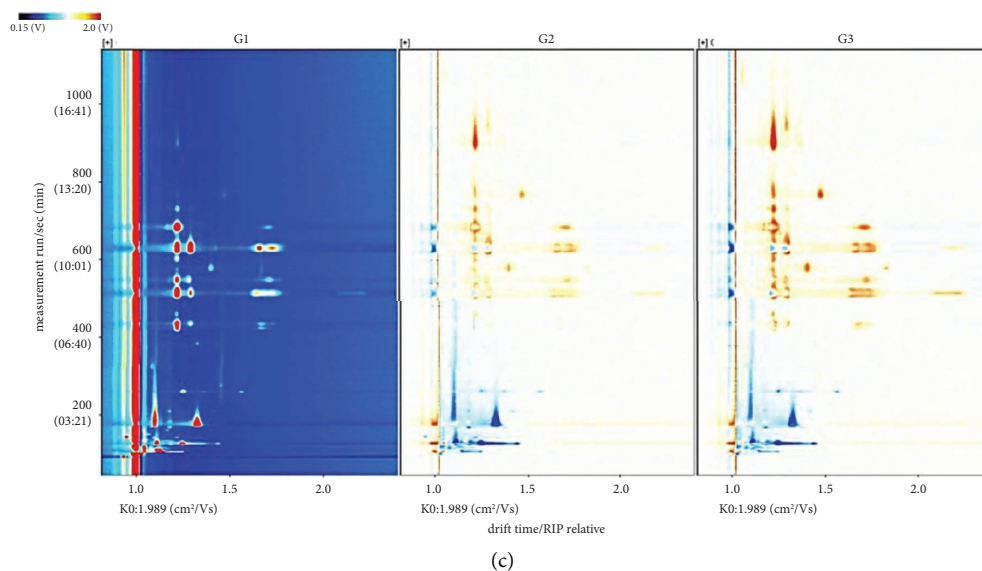 0.15 (V) 2.0 (V)
[+] G1 [+] G2 [+] G3
measurement run/sec (min)
1000
(16:41)
800
(13:20)
600
(10:01)
400
(06:40)
200
(03:21)
1.0 1.5 2.0 1.0 1.5 2.0 1.0 1.5 2.0
K0:1.989 (cm²/Vs) K0:1.989 (cm²/Vs) K0:1.989 (cm²/Vs)
drift time/RIP relative
(c)